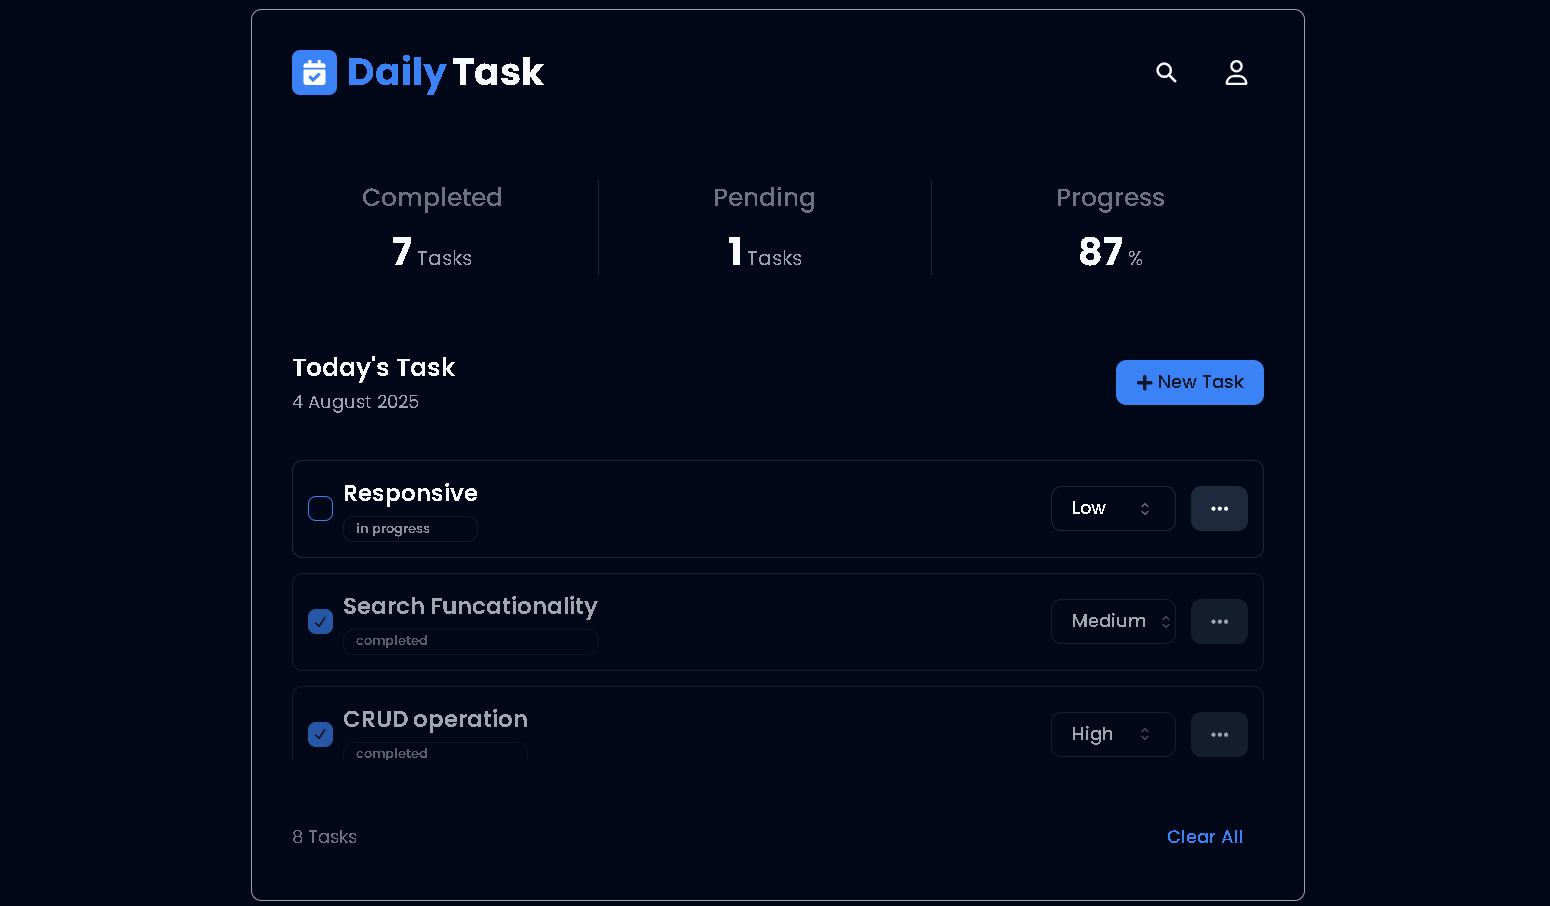 Daily Task
Completed
7 Tasks
Pending
1 Tasks
Progress
87 %
Today's Task
4 August 2025
+ New Task
Responsive
in progress
Low
Search Funcationality
completed
Medium
CRUD operation
completed
High
8 Tasks
Clear All